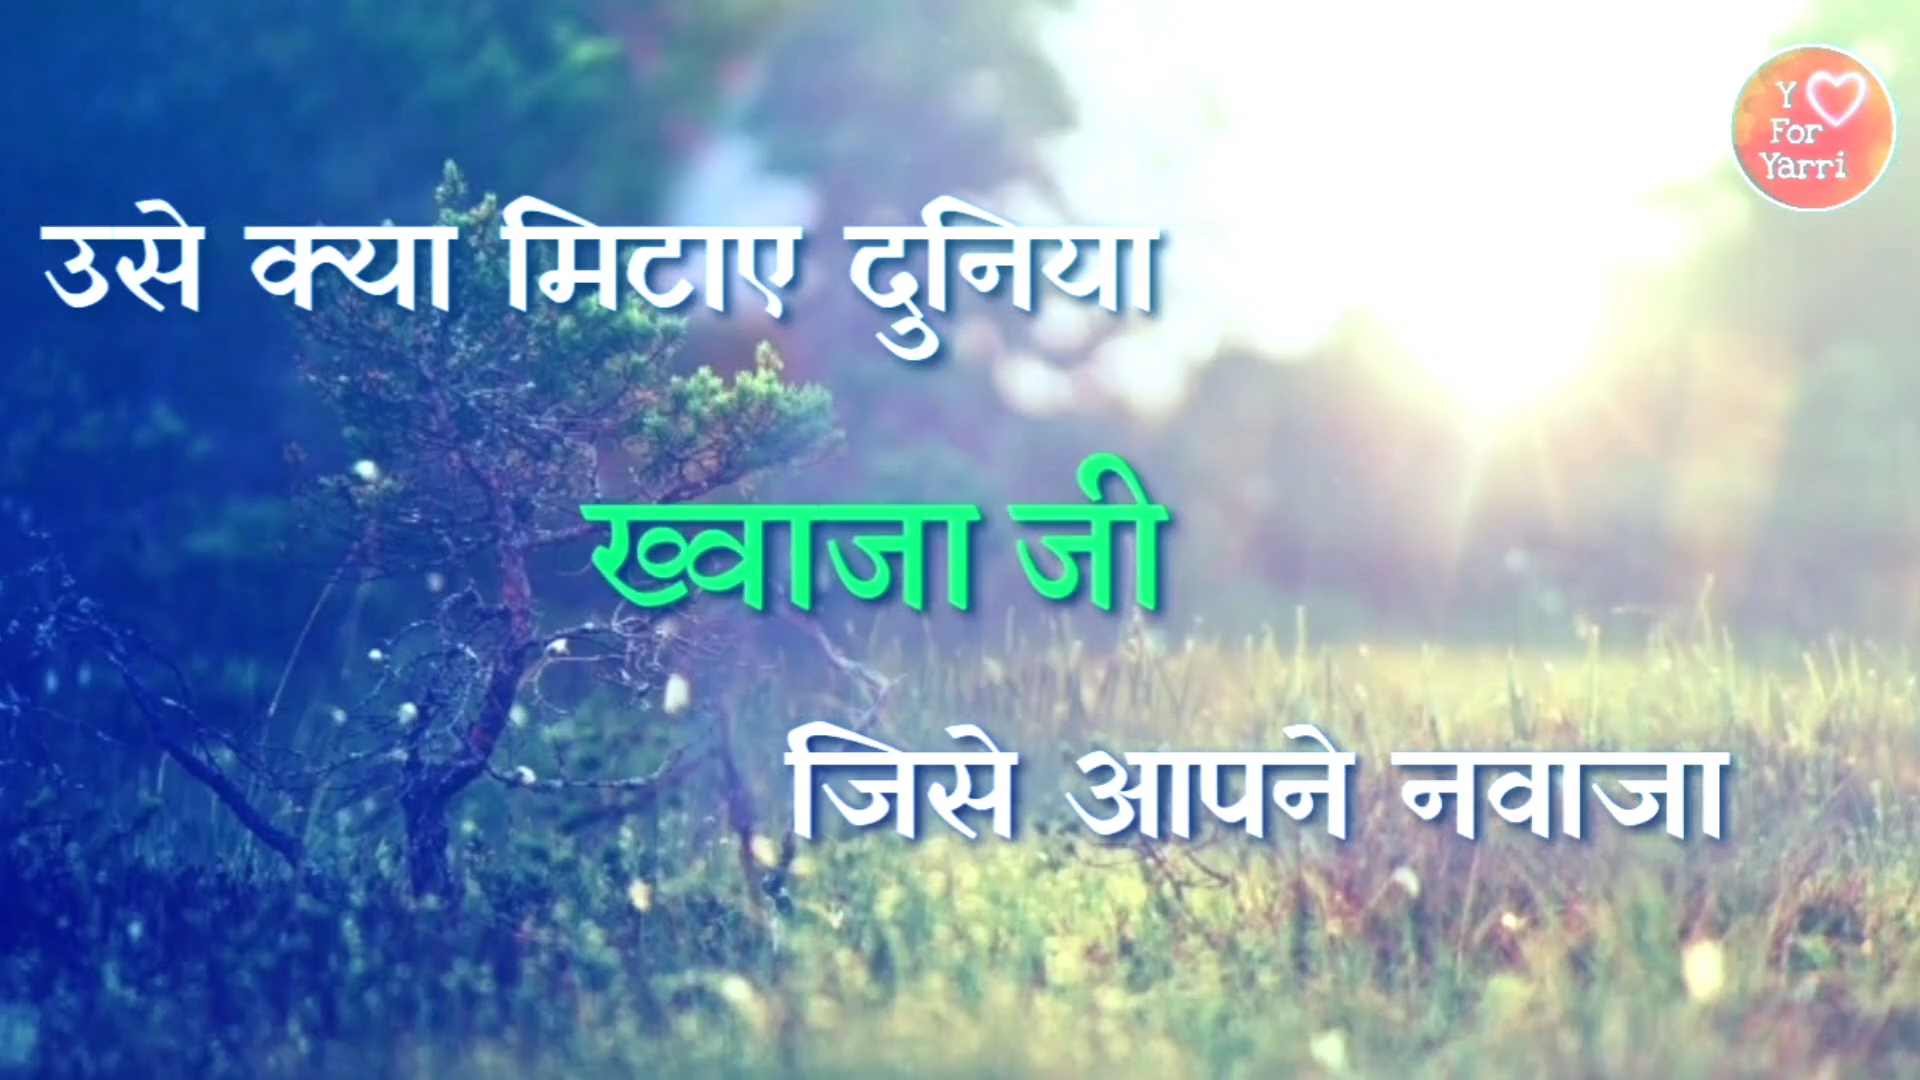 Y
For
Yarri
उसे क्या मिटाए दुनिया
ख्वाजा जी
जिसे आपने नवाजा